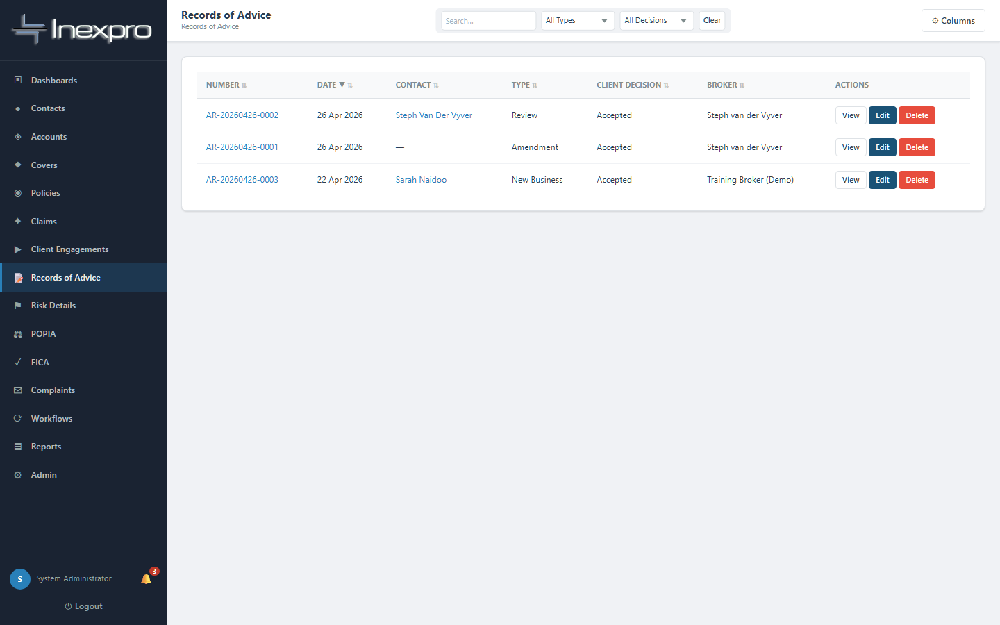 Inexpro
Dashboards
Contacts
Accounts
Covers
Policies
Claims
Client Engagements
Records of Advice
Risk Details
POPIA
FICA
Complaints
Workflows
Reports
Admin
S System Administrator 3
Logout
Records of Advice
Records of Advice
Search... All Types All Decisions Clear
Columns
NUMBER DATE CONTACT TYPE CLIENT DECISION BROKER ACTIONS
AR-20260426-0002 26 Apr 2026 Steph Van Der Vyver Review Accepted Steph van der Vyver View Edit Delete
AR-20260426-0001 26 Apr 2026 — Amendment Accepted Steph van der Vyver View Edit Delete
AR-20260426-0003 22 Apr 2026 Sarah Naidoo New Business Accepted Training Broker (Demo) View Edit Delete